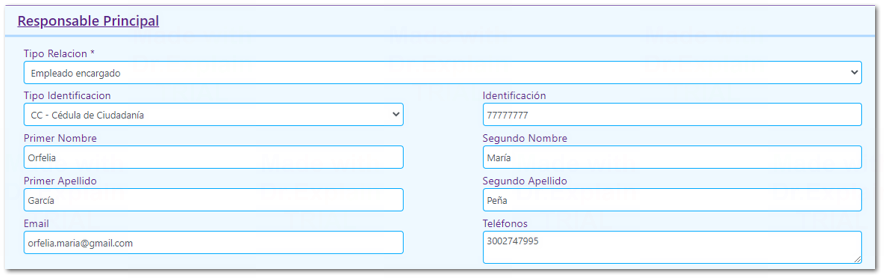 Responsable Principal
Tipo Relacion *
Empleado encargado
Tipo Identificacion
Identificación
CC - Cédula de Ciudadanía
77777777
Primer Nombre
Segundo Nombre
Orfelia
María
Primer Apellido
Segundo Apellido
García
Peña
Email
Teléfonos
orfelia.maria@gmail.com
3002747995